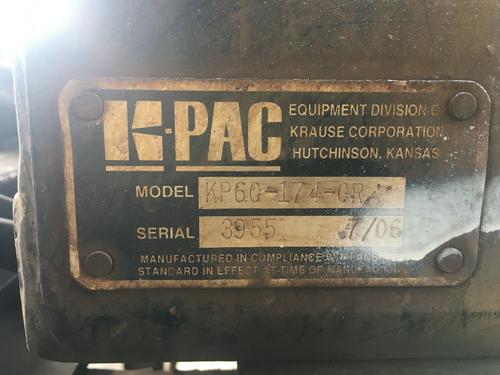 K-PAC
EQUIPMENT DIVISION O
KRAUSE CORPORATION
HUTCHINSON, KANSAS
MODEL KP60-174-OR
SERIAL 3955 7/06
MANUFACTURED IN COMPLIANCE WITH ANS
STANDARD IN EFFECT AT TIME OF MANUFACTURE